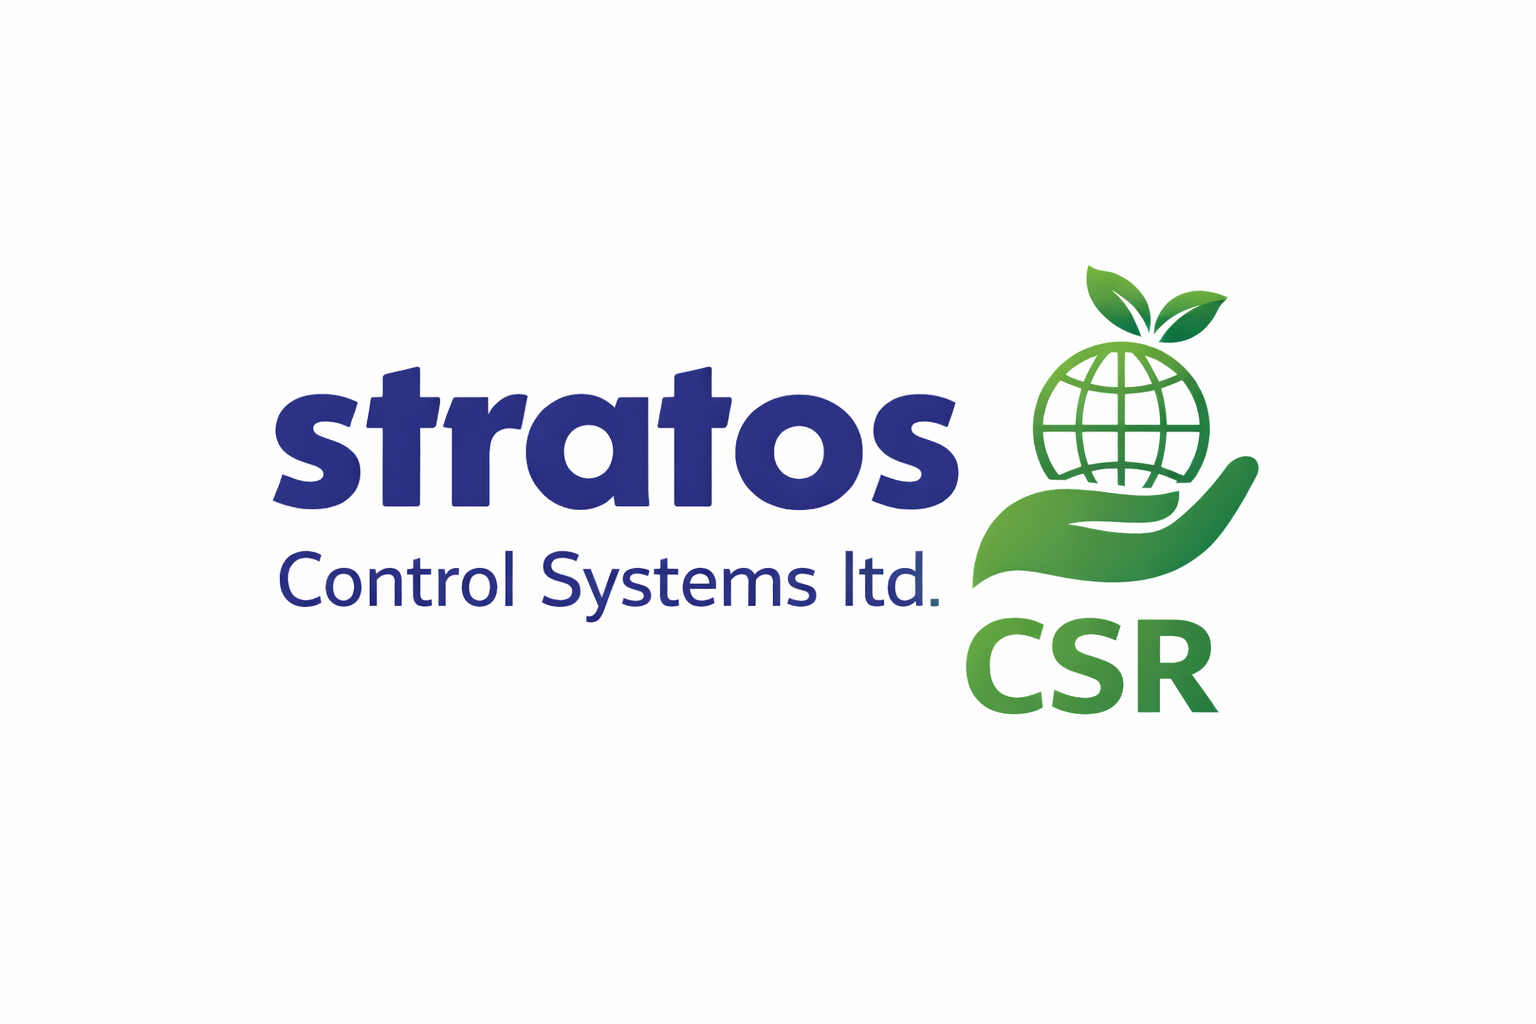 stratos
Control Systems ltd.
CSR